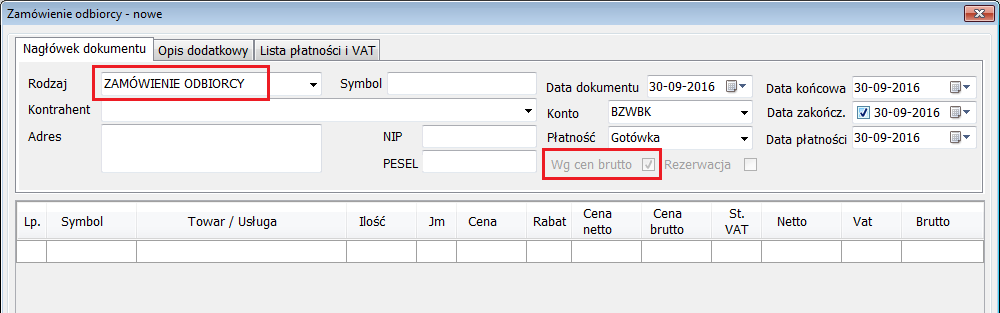 Zamówienie odbiorcy - nowe
Nagłówek dokumentu Opis dodatkowy Lista płatności i VAT
Rodzaj ZAMÓWIENIE ODBIORCY Symbol Data dokumentu 30-09-2016 Data końcowa 30-09-2016
Kontrahent Konto BZWBK Data zakończ. 30-09-2016
Adres NIP Płatność Gotówka Data płatności 30-09-2016
PESEL Wg cen brutto Rezerwacja
Lp. Symbol Towar / Usługa Ilość Jm Cena Rabat Cena netto Cena brutto St. VAT Netto Vat Brutto